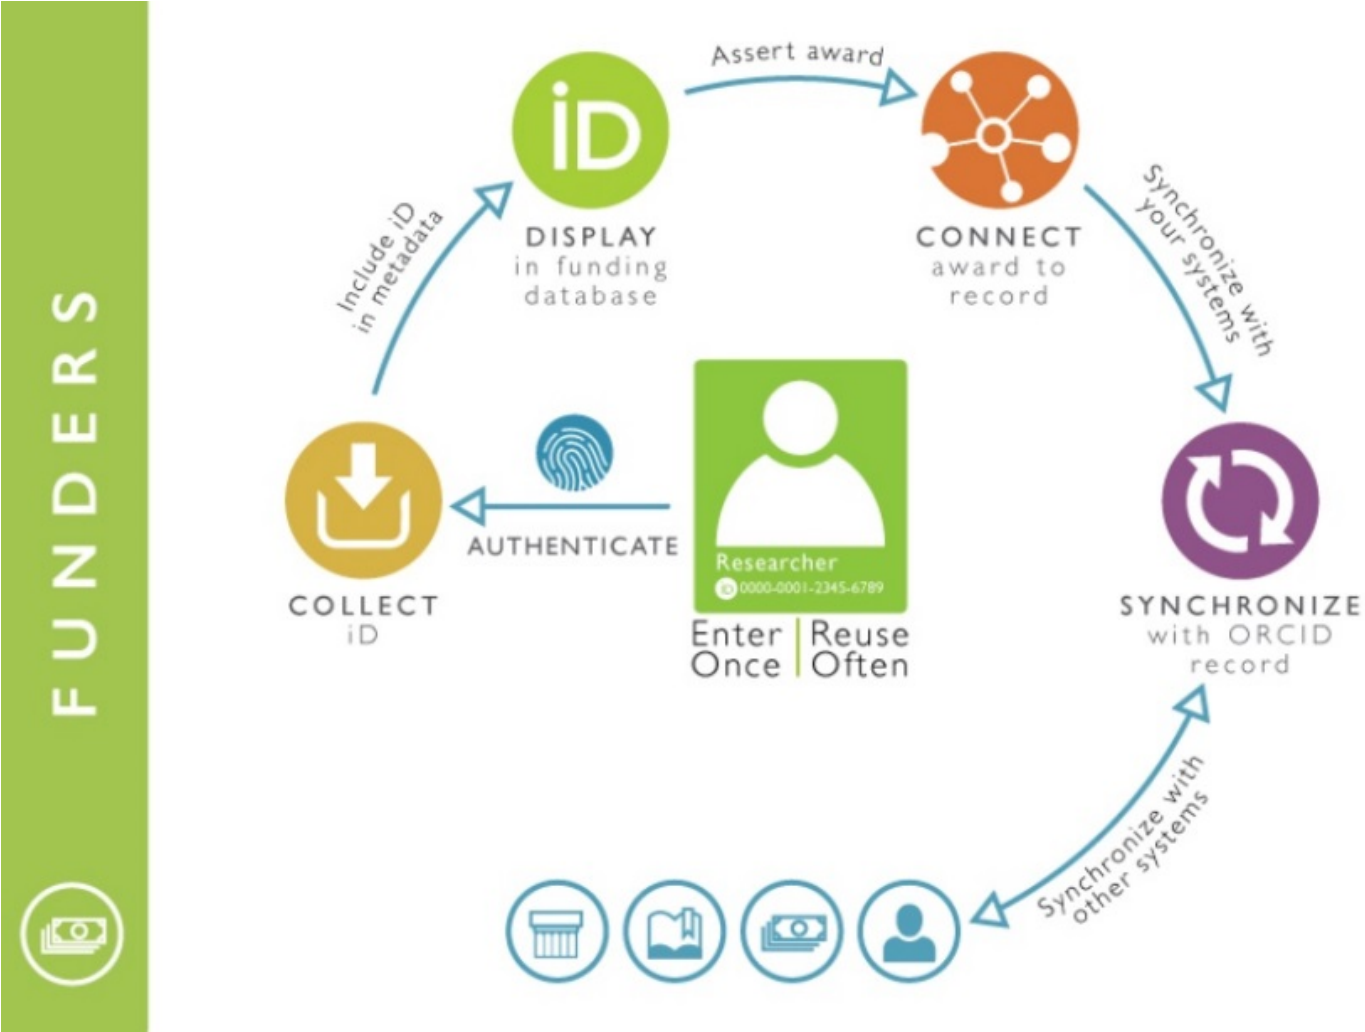 FUNDERS
Assert award
iD
DISPLAY
in funding
database
CONNECT
award to
record
Include iD
in metadata
Synchronize with
your systems
AUTHENTICATE
COLLECT
iD
Researcher
iD 0000-0001-2345-6789
Enter Once
Reuse Often
SYNCHRONIZE
with ORCID
record
Synchronize with
other systems